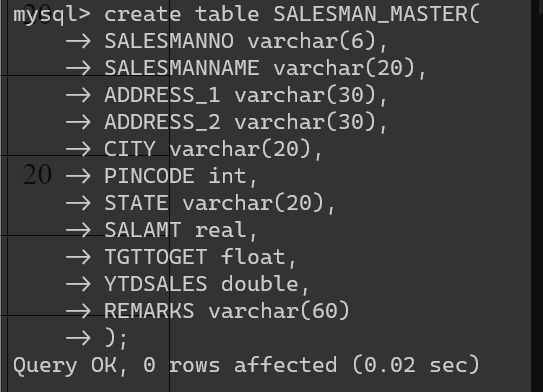 mysql> create table SALESMAN_MASTER(
-> SALESMANNO varchar(6),
-> SALESMANNAME varchar(20),
-> ADDRESS_1 varchar(30),
-> ADDRESS_2 varchar(30),
-> CITY varchar(20),
20
-> PINCODE int,
-> STATE varchar(20),
-> SALAMT real,
-> TGTTOGET float,
-> YTDSALES double,
-> REMARKS varchar(60)
-> );
Query OK, 0 rows affected (0.02 sec)